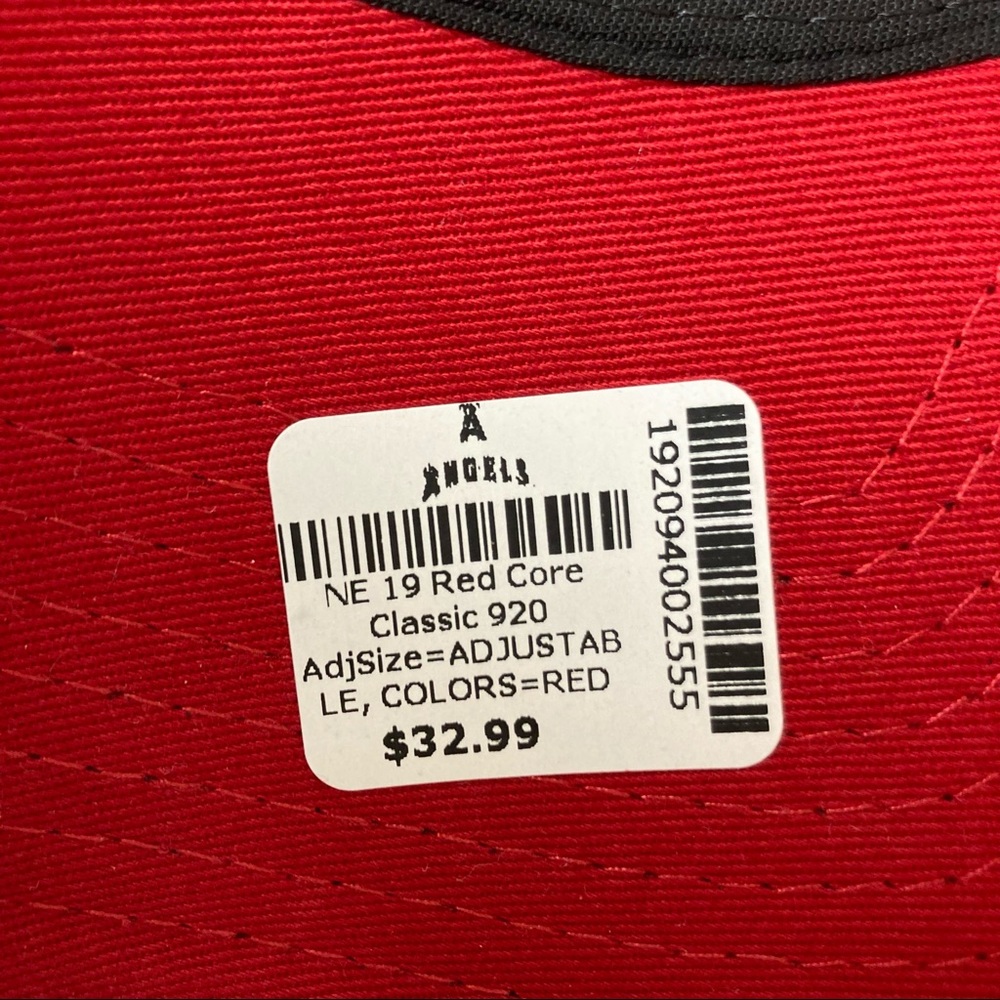 A
ANGELS
NE 19 Red Core
Classic 920
AdjSize=ADJUSTAB
LE, COLORS=RED
$32.99
192094002555